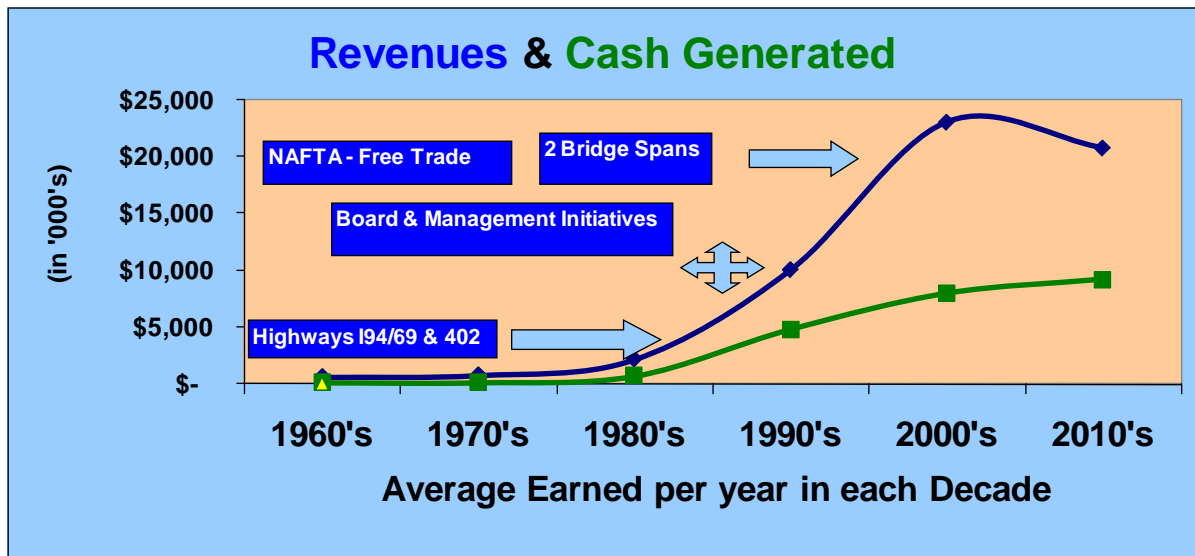 Revenues & Cash Generated
(in '000's)
$25,000
$20,000
$15,000
$10,000
$5,000
$-
NAFTA - Free Trade
2 Bridge Spans
Board & Management Initiatives
Highways I94/69 & 402
1960's 1970's 1980's 1990's 2000's 2010's
Average Earned per year in each Decade